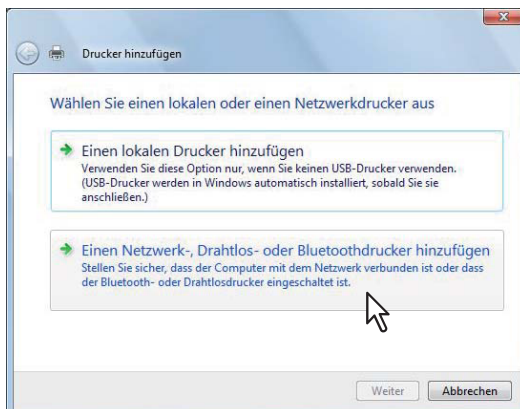 Drucker hinzufügen
Wählen Sie einen lokalen oder einen Netzwerkdrucker aus
Einen lokalen Drucker hinzufügen
Verwenden Sie diese Option nur, wenn Sie keinen USB-Drucker verwenden.
(USB-Drucker werden in Windows automatisch installiert, sobald Sie sie
anschließen.)
Einen Netzwerk-, Drahtlos- oder Bluetoothdrucker hinzufügen
Stellen Sie sicher, dass der Computer mit dem Netzwerk verbunden ist oder dass
der Bluetooth- oder Drahtlosdrucker eingeschaltet ist.
Weiter
Abbrechen